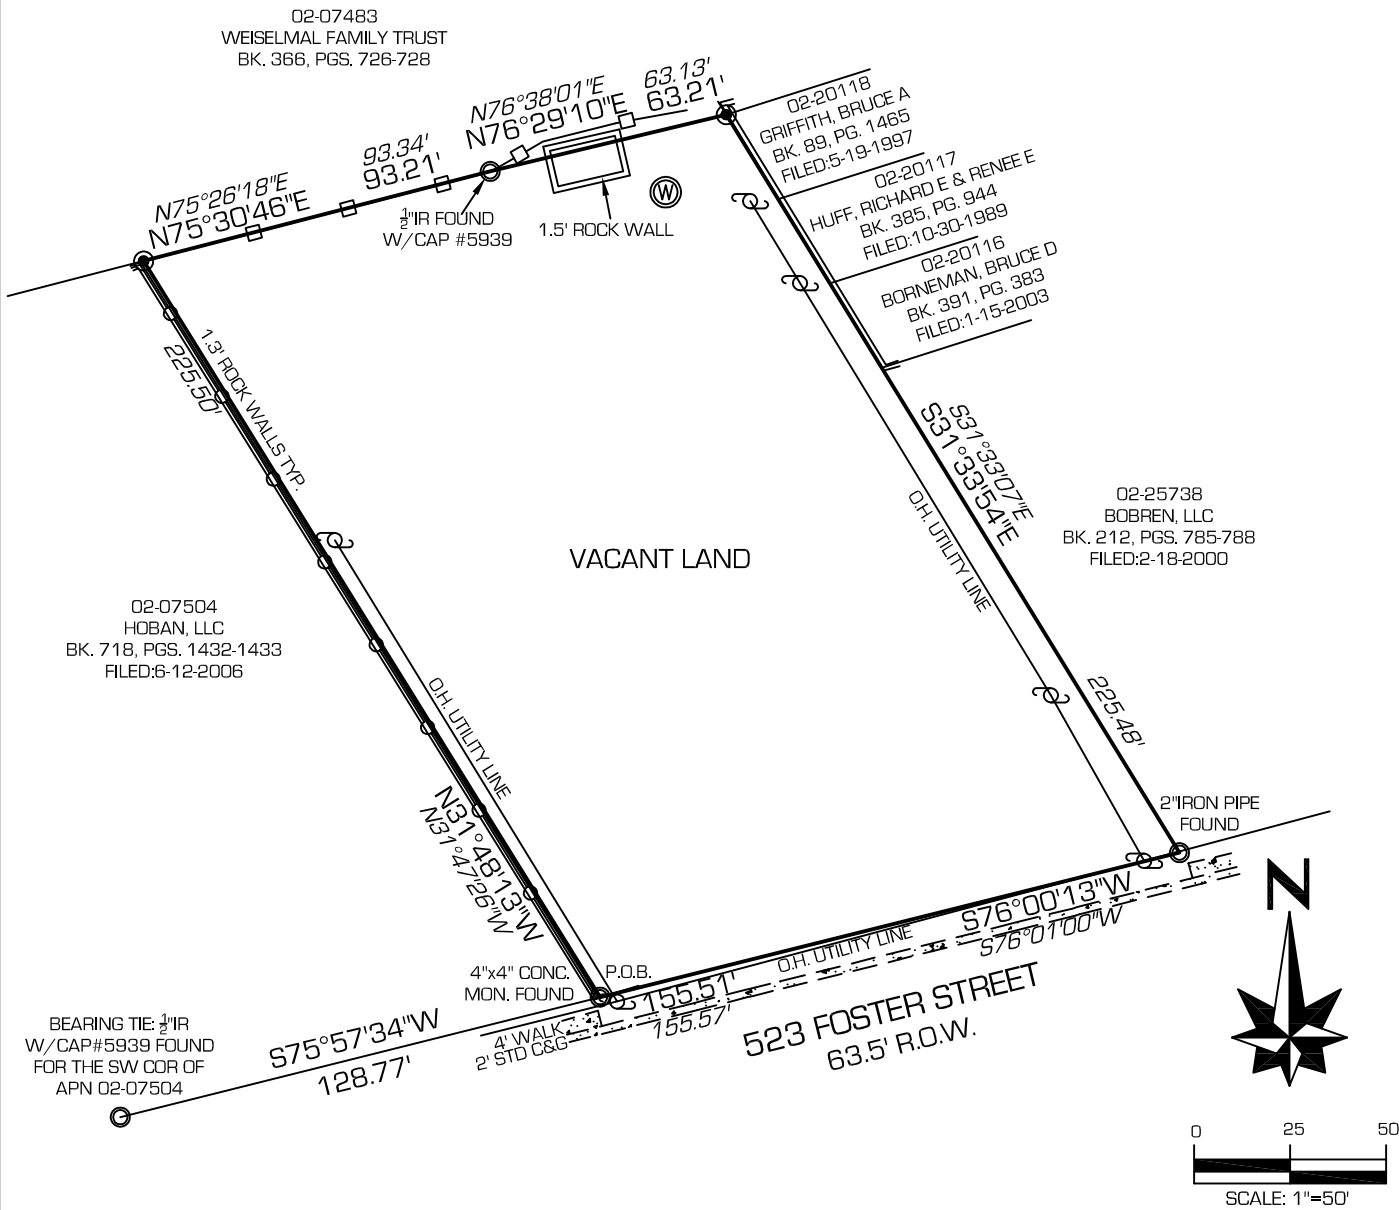 02-07483
WEISELMAL FAMILY TRUST
BK. 366, PGS. 726-728
N76°38'01"E
N76°29'10"E
63.13'
63.21'
93.34'
93.21'
N75°26'18"E
N75°30'46"E
1/2"IR FOUND
W/CAP #5939
1.5' ROCK WALL
W
02-20118
GRIFFITH, BRUCE A
BK. 89, PG. 1465
FILED:5-19-1997
02-20117
HUFF, RICHARD E & RENEE E
BK. 385, PG. 944
FILED:10-30-1989
02-20116
BORNEMAN, BRUCE D
BK. 391, PG. 383
FILED:1-15-2003
1.3' ROCK WALLS TYP.
225.50'
S31°33'07"E
S31°33'54"E
O.H. UTILITY LINE
02-25738
BOBREN, LLC
BK. 212, PGS. 785-788
FILED:2-18-2000
VACANT LAND
02-07504
HOBAN, LLC
BK. 718, PGS. 1432-1433
FILED:6-12-2006
O.H. UTILITY LINE
225.48'
N31°48'13"W
N31°47'26"W
2"IRON PIPE
FOUND
N
S76°00'13"W
S76°01'00"W
O.H. UTILITY LINE
4"x4" CONC.
MON. FOUND
P.O.B.
155.51'
155.57'
4' WALK
2' STD C&G
523 FOSTER STREET
63.5' R.O.W.
BEARING TIE: 1/2"IR
W/CAP#5939 FOUND
FOR THE SW COR OF
APN 02-07504
S75°57'34"W
128.77'
0 25 50
SCALE: 1"=50'